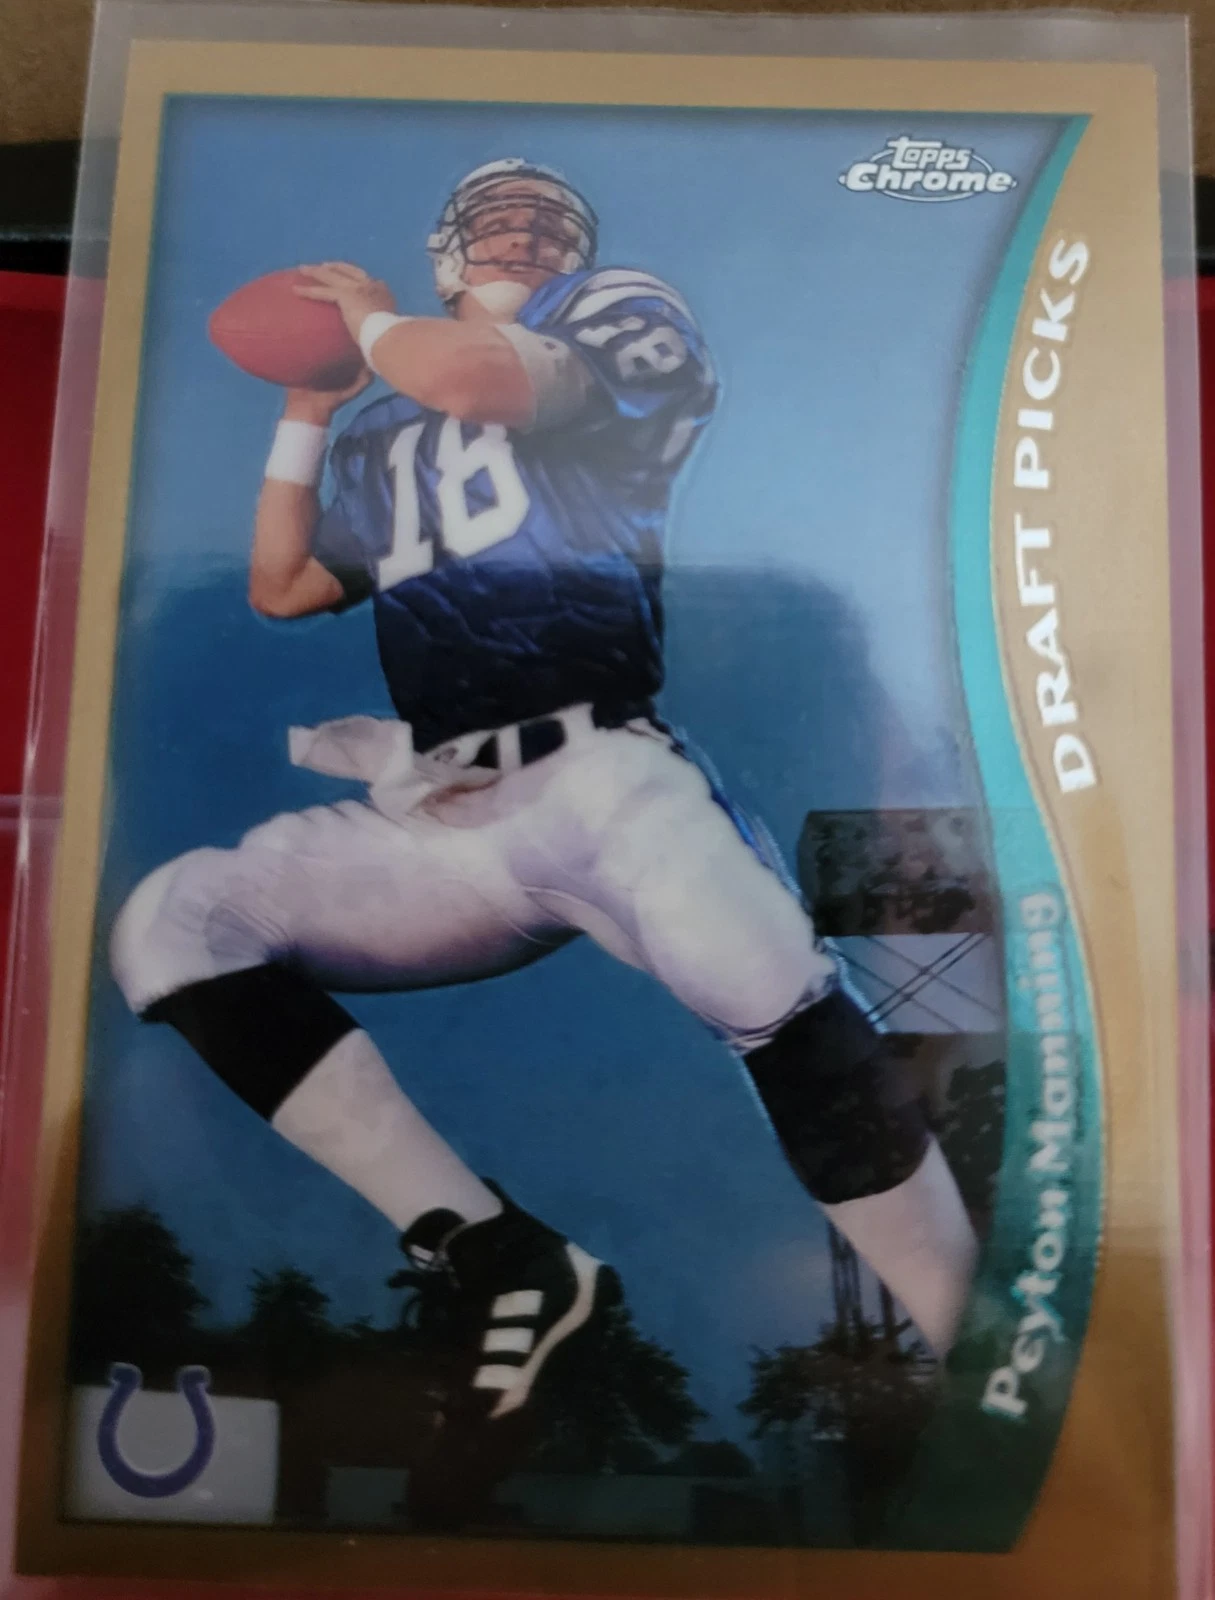 Topps
Chrome
DRAFT PICKS
Peyton Manning
18
18